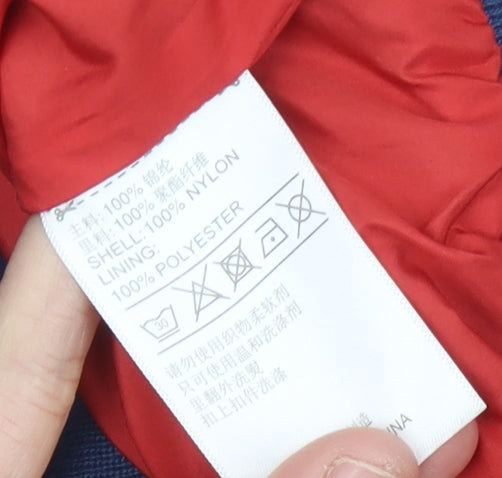 主料: 100% 锦纶
里料: 100% 聚酯纤维
SHELL: 100% NYLON
LINING:
100% POLYESTER
30
请勿使用织物柔软剂
只可使用温和洗涤剂
里翻外洗熨
扣上扣件洗涤